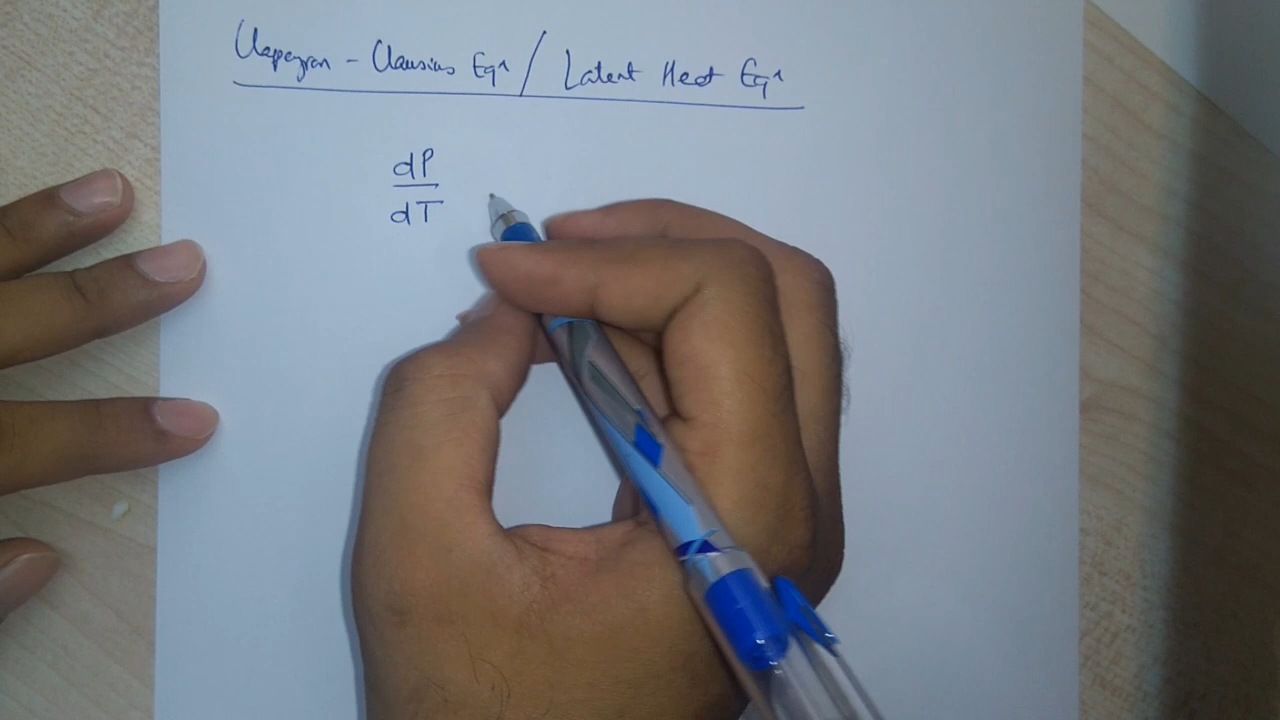 Clapeyron - Clausius Eqⁿ / Latent Heat Eqⁿ
dP
dT